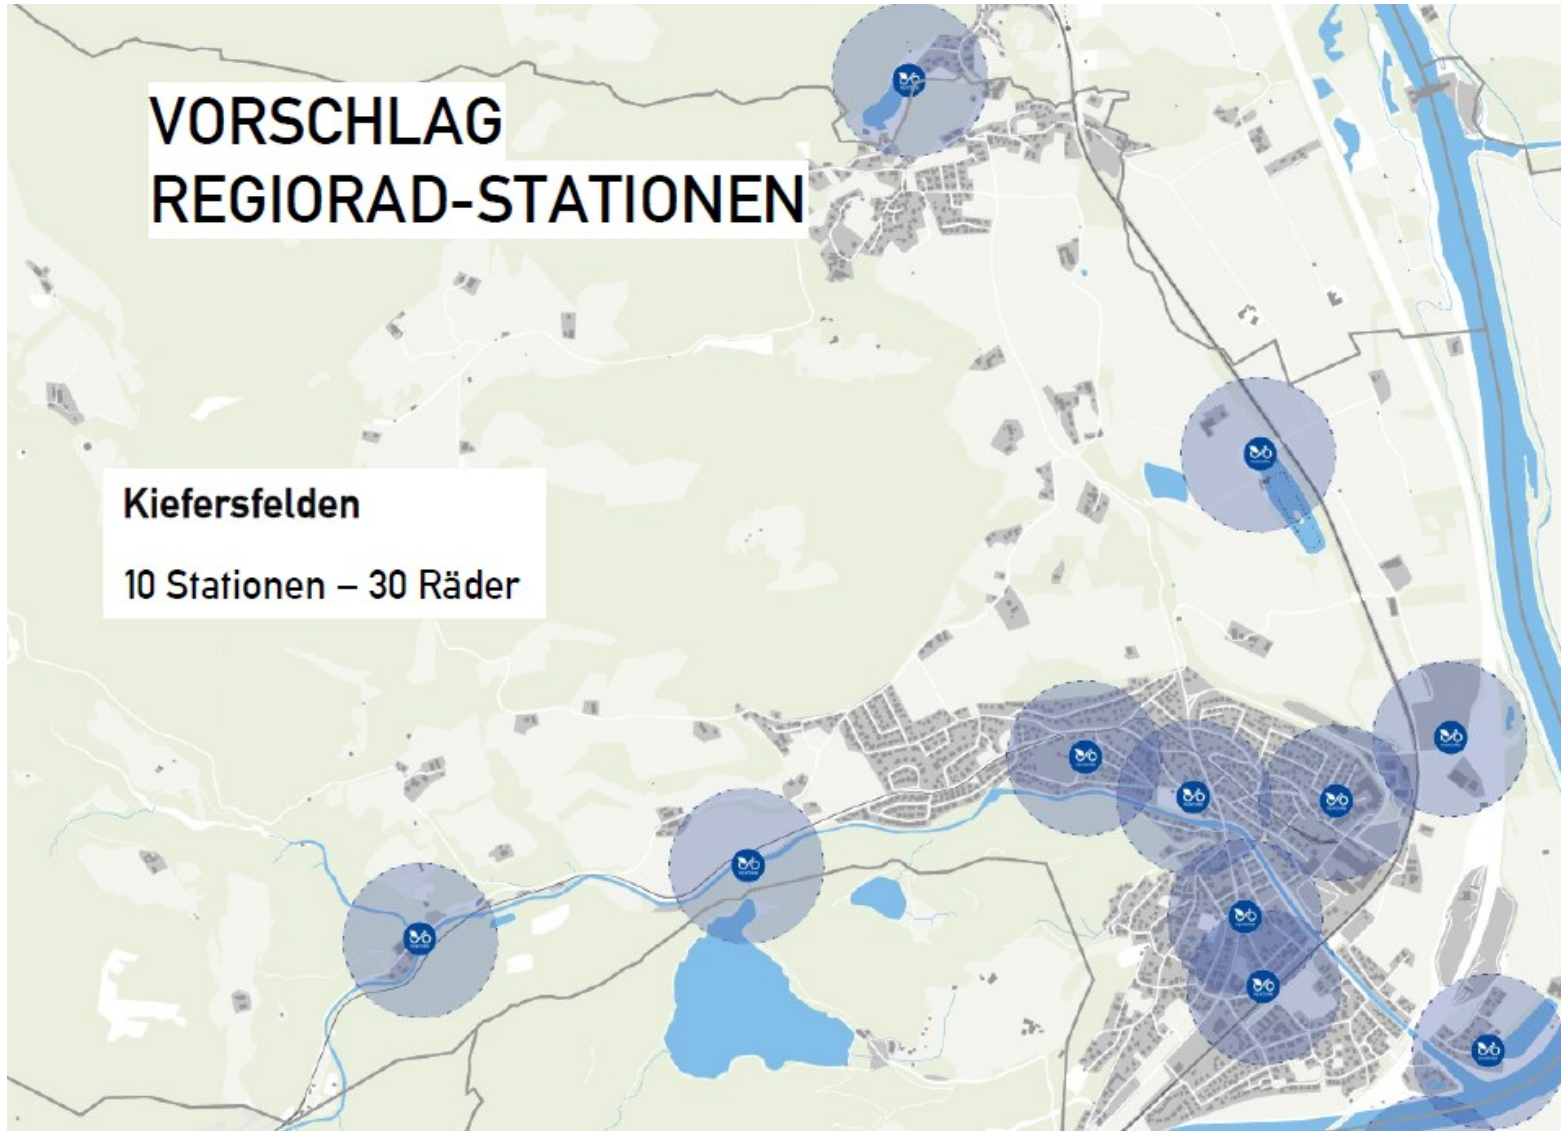 VORSCHLAG
REGIORAD-STATIONEN
Kiefersfelden
10 Stationen – 30 Räder